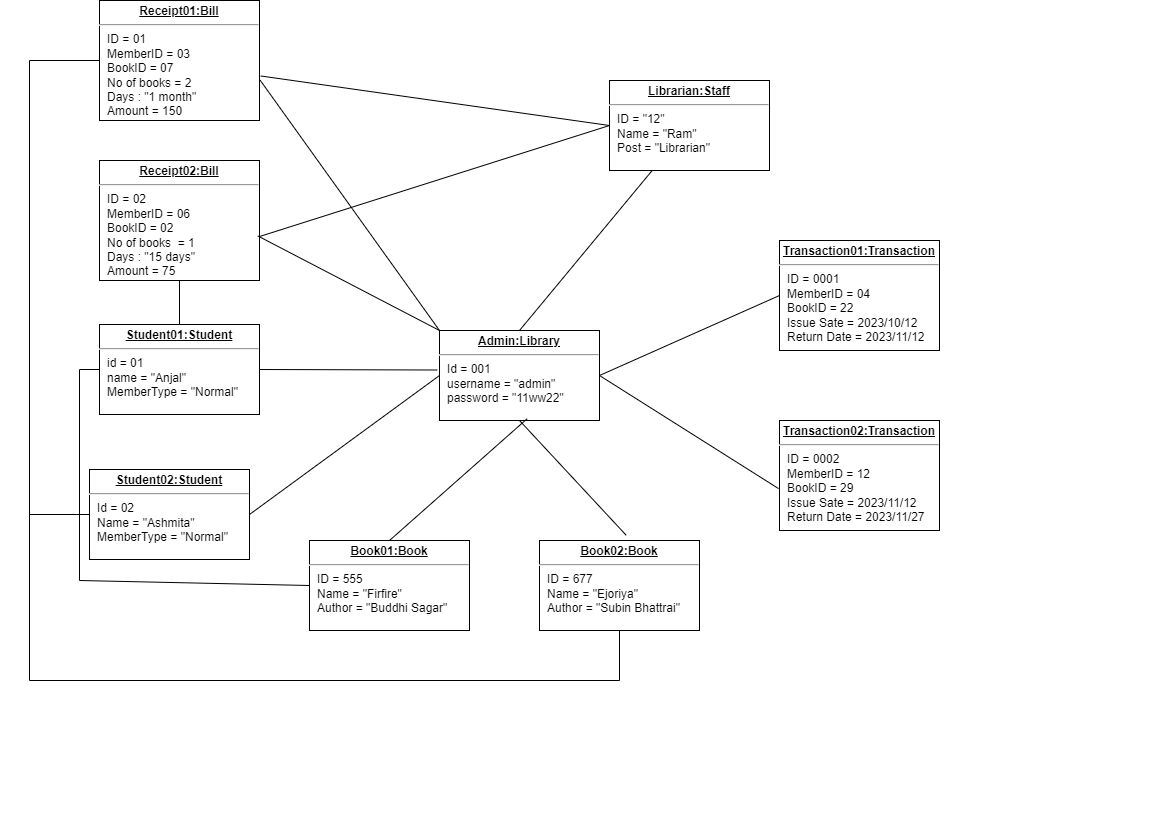 Receipt01:Bill
ID = 01
MemberID = 03
BookID = 07
No of books = 2
Days : "1 month"
Amount = 150
Librarian:Staff
ID = "12"
Name = "Ram"
Post = "Librarian"
Receipt02:Bill
ID = 02
MemberID = 06
BookID = 02
No of books  = 1
Days : "15 days"
Amount = 75
Transaction01:Transaction
ID = 0001
MemberID = 04
BookID = 22
Issue Sate = 2023/10/12
Return Date = 2023/11/12
Student01:Student
id = 01
name = "Anjal"
MemberType = "Normal"
Admin:Library
Id = 001
username = "admin"
password = "11ww22"
Transaction02:Transaction
ID = 0002
MemberID = 12
BookID = 29
Issue Sate = 2023/11/12
Return Date = 2023/11/27
Student02:Student
Id = 02
Name = "Ashmita"
MemberType = "Normal"
Book01:Book
ID = 555
Name = "Firfire"
Author = "Buddhi Sagar"
Book02:Book
ID = 677
Name = "Ejoriya"
Author = "Subin Bhattrai"